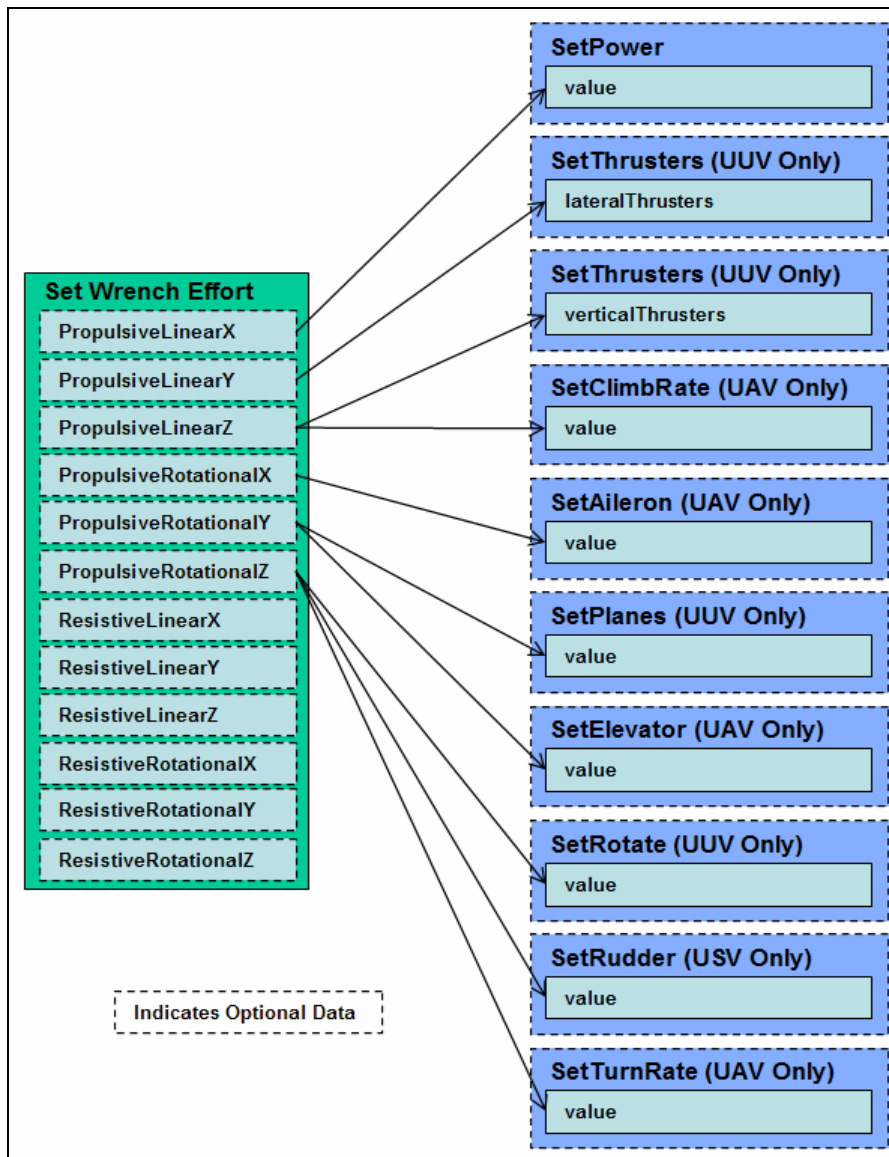 Set Wrench Effort
PropulsiveLinearX
PropulsiveLinearY
PropulsiveLinearZ
PropulsiveRotationalX
PropulsiveRotationalY
PropulsiveRotationalZ
ResistiveLinearX
ResistiveLinearY
ResistiveLinearZ
ResistiveRotationalX
ResistiveRotationalY
ResistiveRotationalZ
Indicates Optional Data
SetPower
value
SetThrusters (UUV Only)
lateralThrusters
SetThrusters (UUV Only)
verticalThrusters
SetClimbRate (UAV Only)
value
SetAileron (UAV Only)
value
SetPlanes (UUV Only)
value
SetElevator (UAV Only)
value
SetRotate (UUV Only)
value
SetRudder (USV Only)
value
SetTurnRate (UAV Only)
value